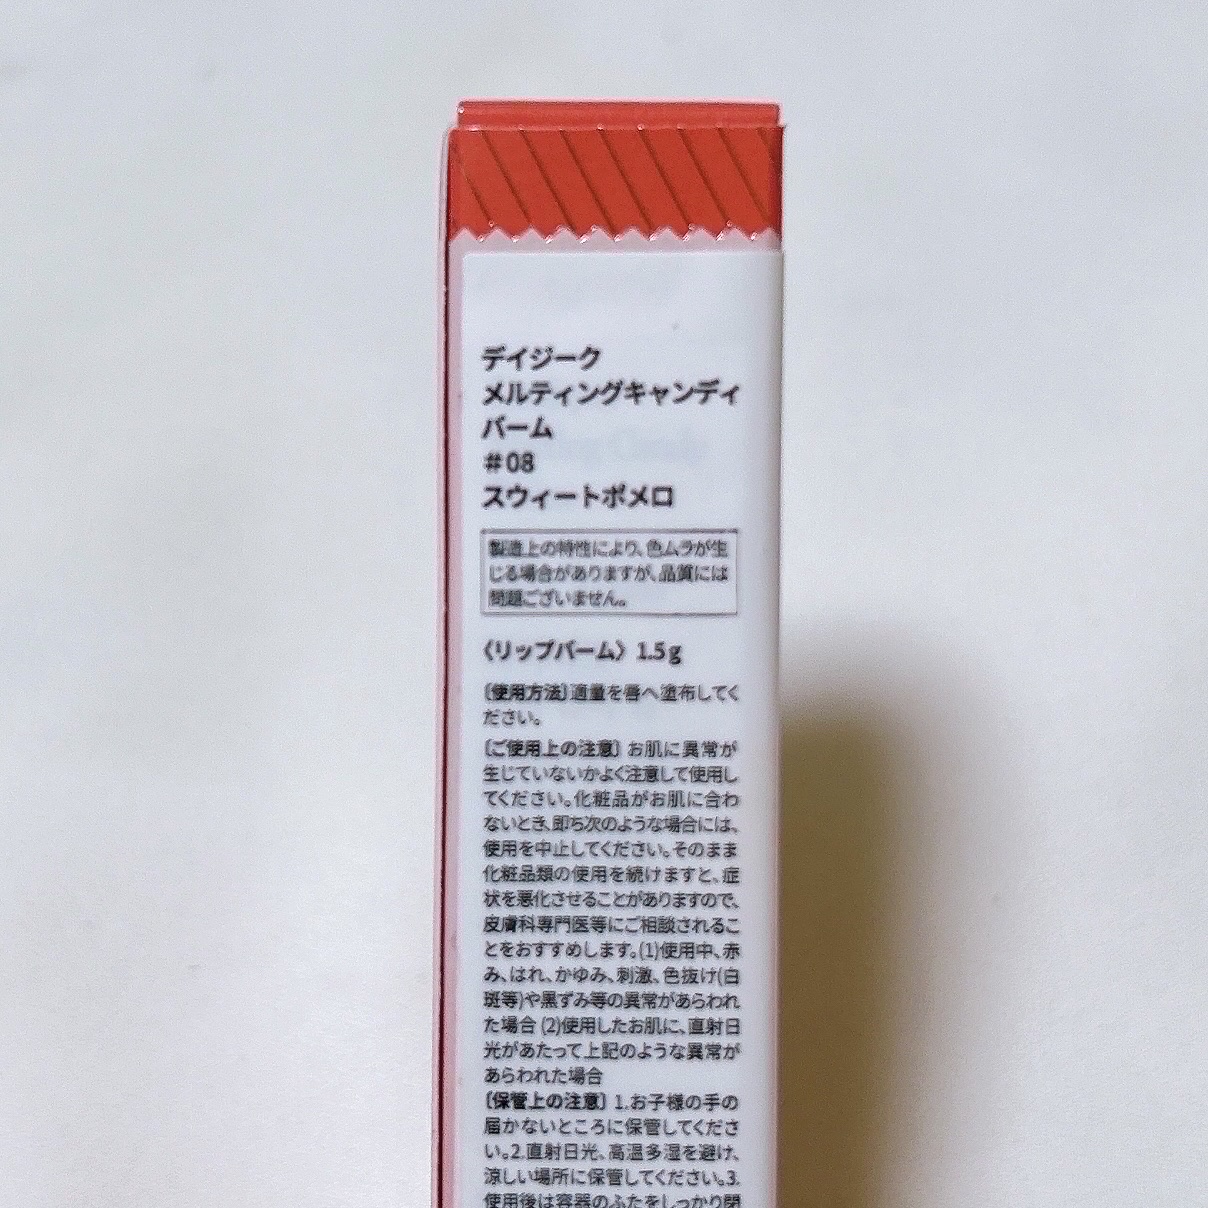 デイジーク
メルティングキャンディ
バーム
#08
スウィートポメロ
製造上の特性により、色ムラが生
じる場合がありますが、品質には
問題ございません。
〈リップバーム〉1.5g
〔使用方法〕適量を唇へ塗布してく
ださい。
〔ご使用上の注意〕お肌に異常が
生じていないかよく注意して使用し
てください。化粧品がお肌に合わ
ないとき、即ち次のような場合には、
使用を中止してください。そのまま
化粧品類の使用を続けますと、症
状を悪化させることがありますので、
皮膚科専門医等にご相談されるこ
とをおすすめします。(1)使用中、赤
み、はれ、かゆみ、刺激、色抜け(白
斑等)や黒ずみ等の異常があらわれ
た場合 (2)使用したお肌に、直射日
光があたって上記のような異常が
あらわれた場合
〔保管上の注意〕1.お子様の手の
届かないところに保管してくださ
い。2.直射日光、高温多湿を避け、
涼しい場所に保管してください。3.
使用後は容器のふたをしっかり閉